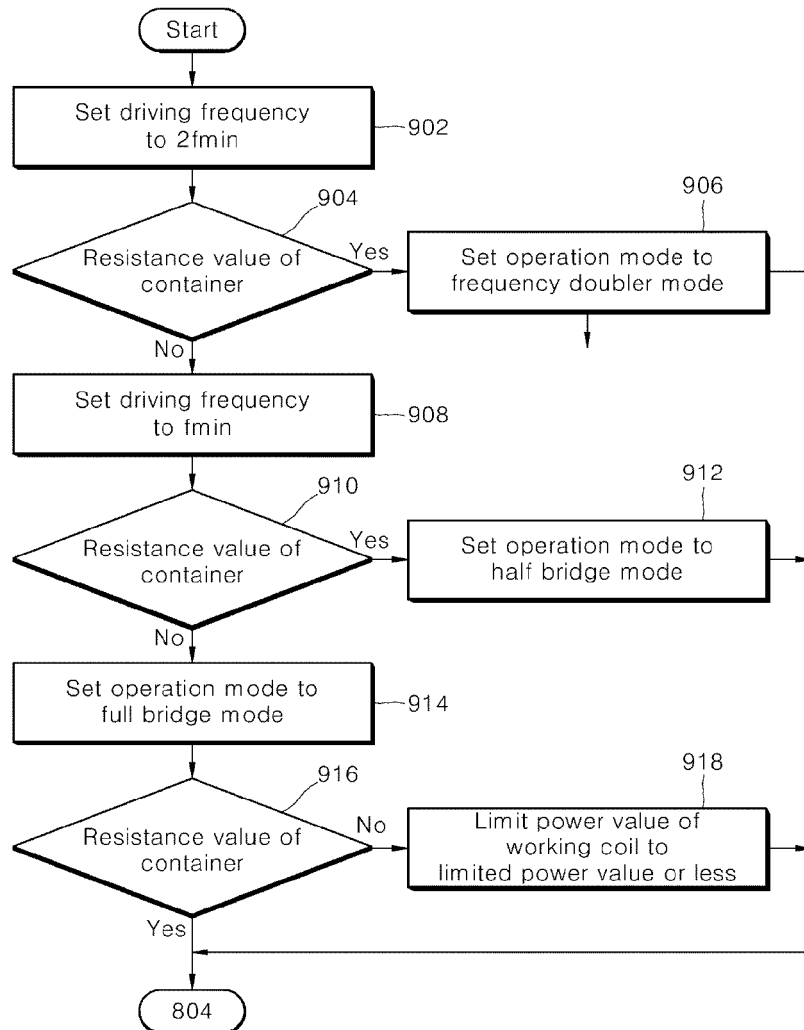 Start
Set driving frequency
to 2fmin
902
904
Resistance value of
container
Yes
No
906
Set operation mode to
frequency doubler mode
Set driving frequency
to fmin
908
910
Resistance value of
container
Yes
No
912
Set operation mode to
half bridge mode
Set operation mode to
full bridge mode
914
916
Resistance value of
container
No
Yes
918
Limit power value of
working coil to
limited power value or less
804